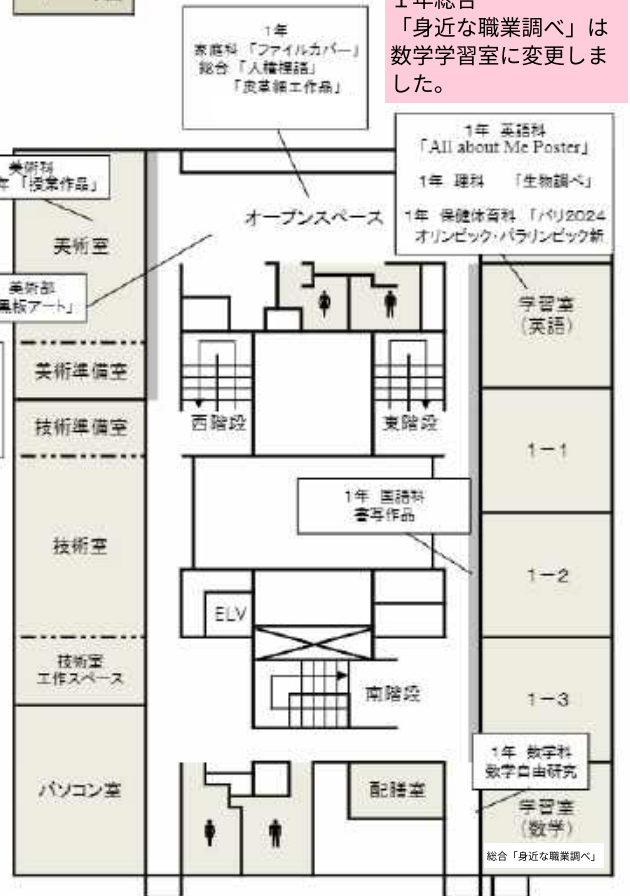 1年総合
「身近な職業調べ」は
数学学習室に変更しま
した。
1年
家庭科「ファイルカバー」
総合「人権標語」
「皮革細工作品」
1年 英語科
「All about Me Poster」
1年 理科 「生物調べ」
1年 保健体育科 「パリ2024
オリンピック・パラリンピック新
美術科
年「授業作品」
オープンスペース
美術室
美術部
黒板アート」
学習室
(英語)
美術準備室
技術準備室
西階段
東階段
1-1
1年 国語科
書写作品
技術室
1-2
ELV
技術室
工作スペース
南階段
1-3
1年 数学科
数学自由研究
パソコン室
配膳室
学習室
(数学)
総合「身近な職業調べ」